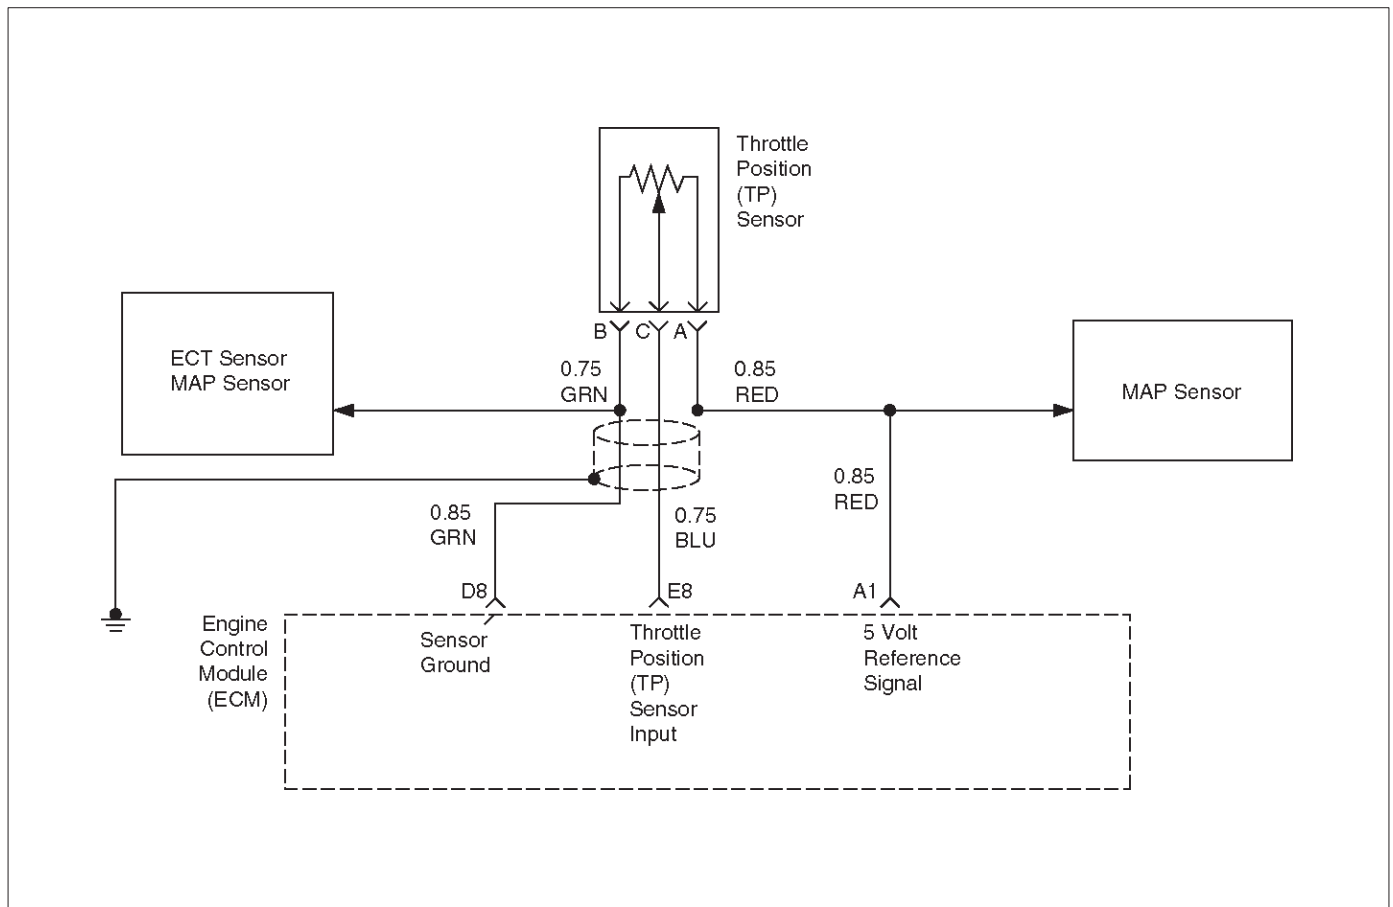 Throttle
Position
(TP)
Sensor
B
C
A
ECT Sensor
MAP Sensor
0.75
GRN
0.85
RED
MAP Sensor
0.85
GRN
0.75
BLU
0.85
RED
D8
E8
A1
Engine
Control
Module
(ECM)
Sensor
Ground
Throttle
Position
(TP)
Sensor
Input
5 Volt
Reference
Signal